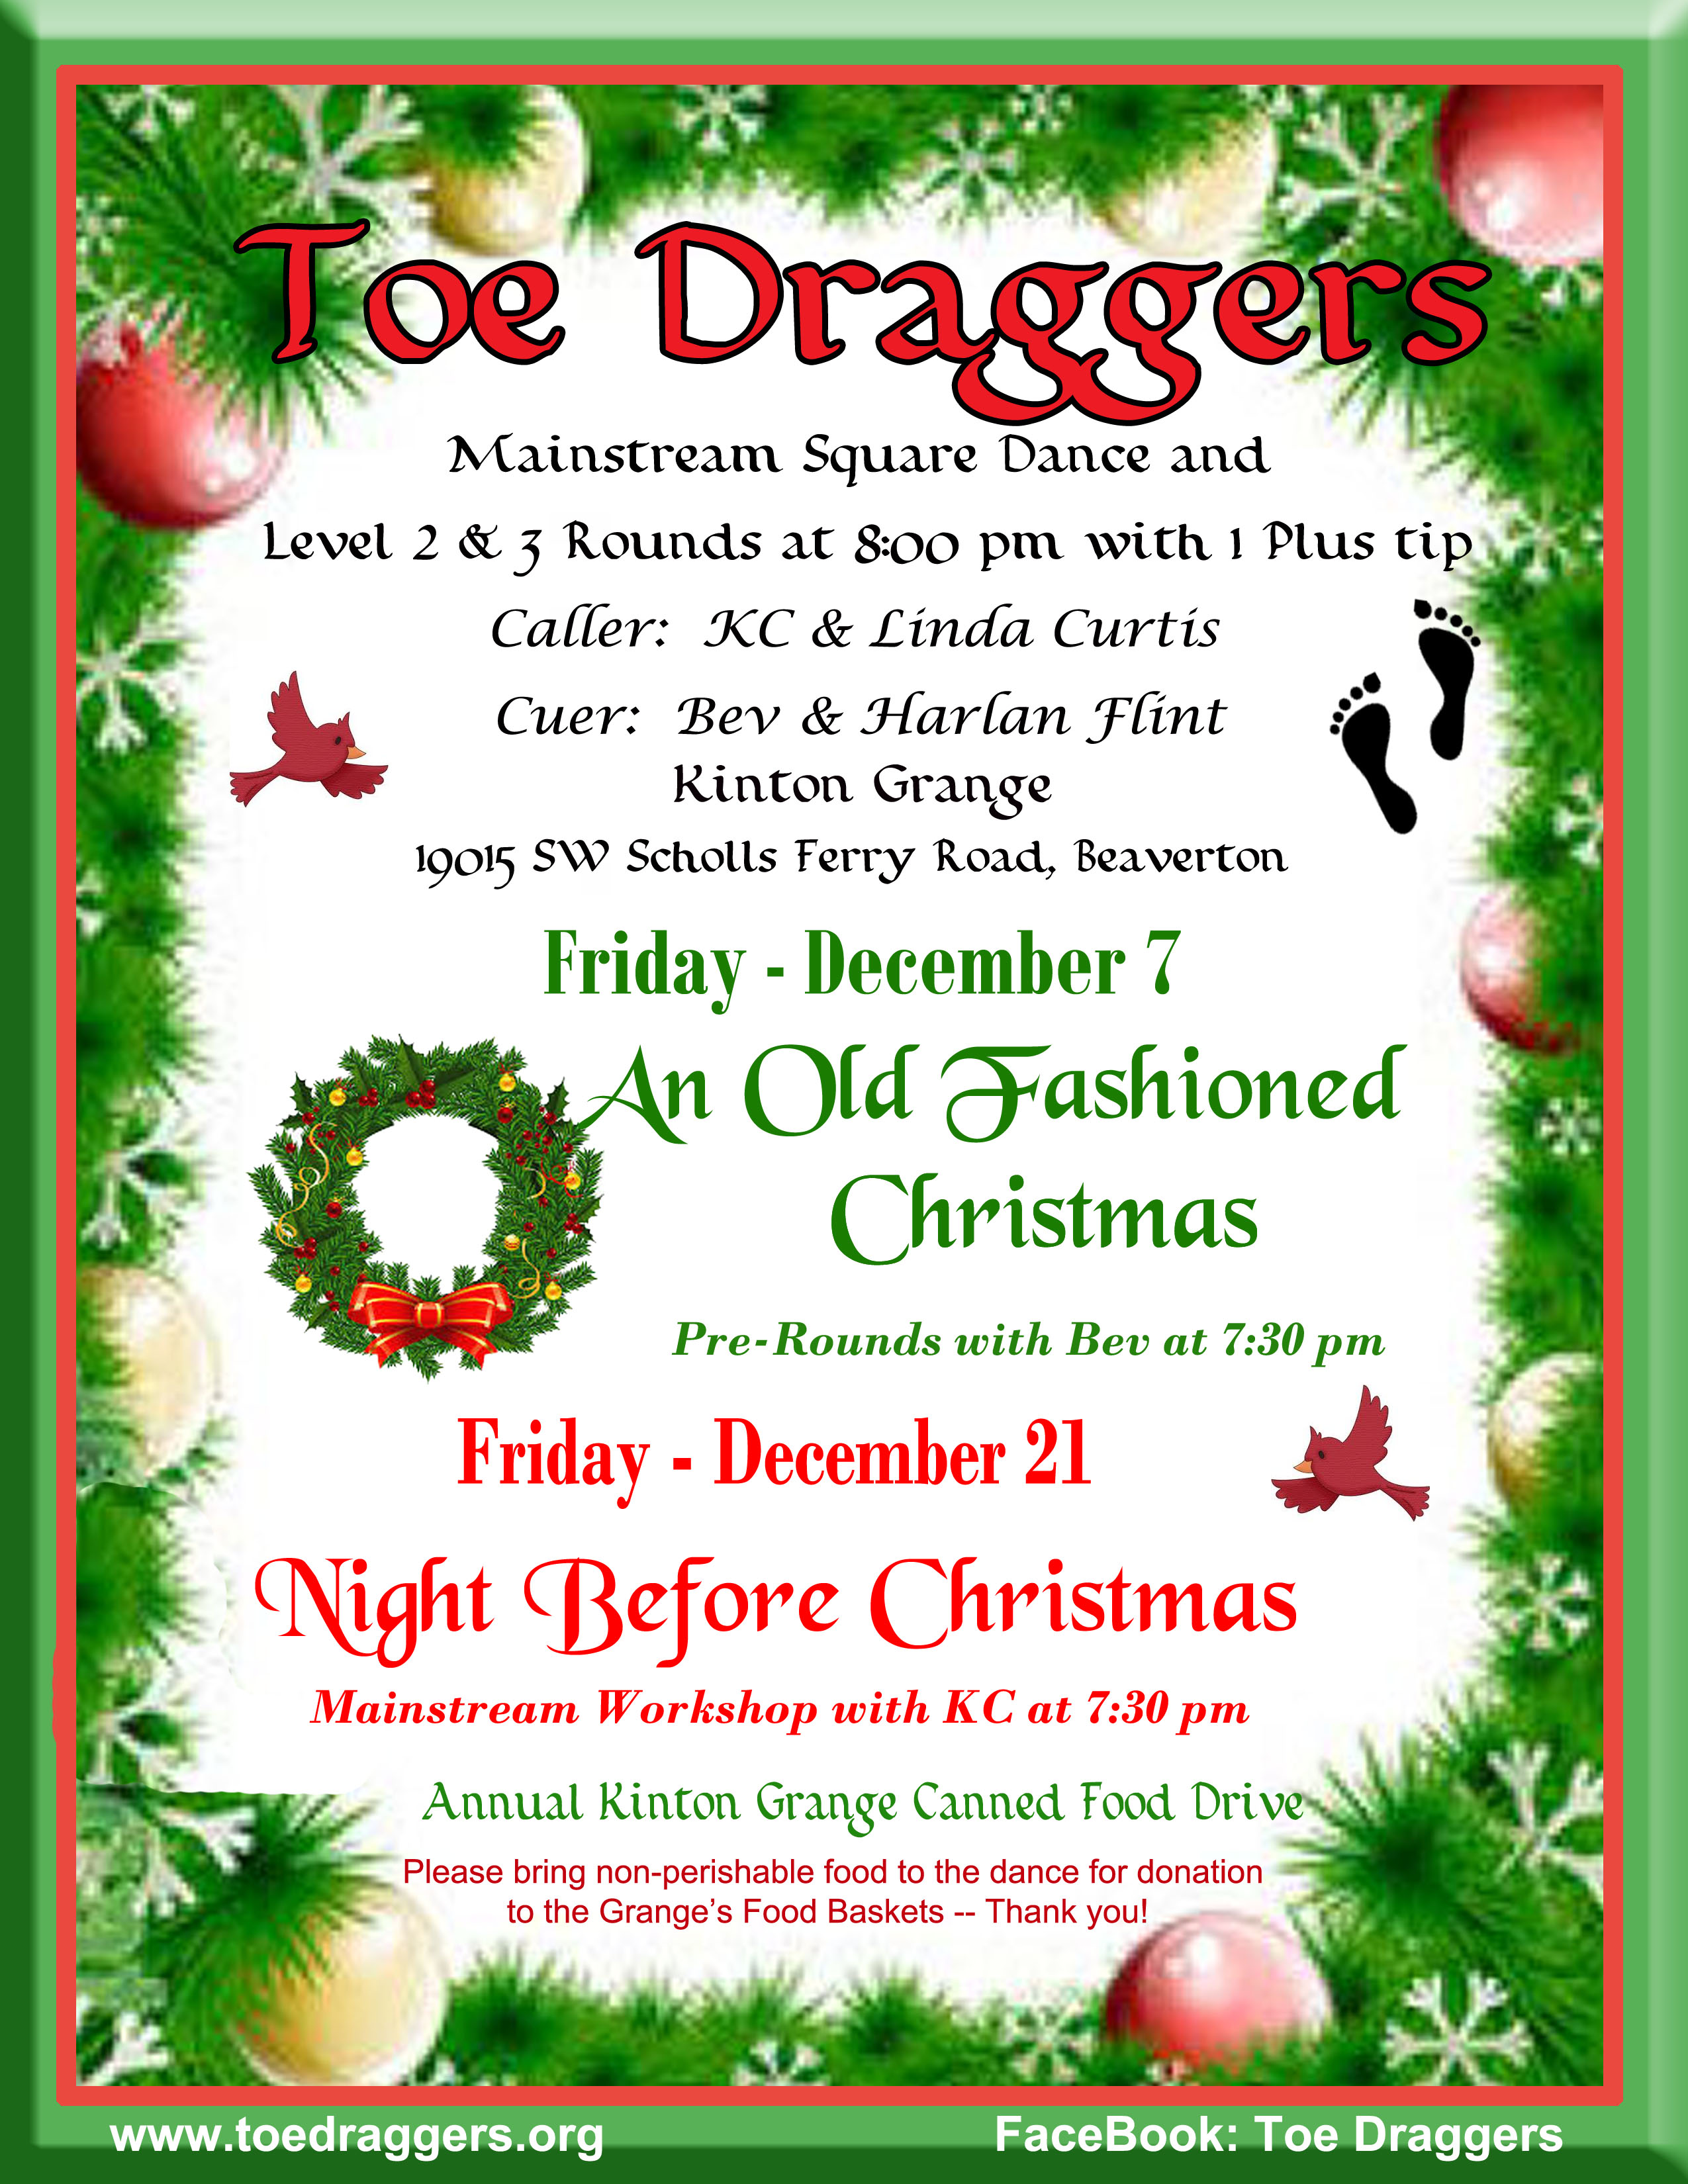 Toe Draggers
Mainstream Square Dance and
Level 2 & 3 Rounds at 8:00 pm with 1 Plus tip
Caller: KC & Linda Curtis
Cuer: Bev & Harlan Flint
Kinton Grange
19015 SW Scholls Ferry Road, Beaverton
Friday - December 7
An Old Fashioned
Christmas
Pre-Rounds with Bev at 7:30 pm
Friday - December 21
Night Before Christmas
Mainstream Workshop with KC at 7:30 pm
Annual Kinton Grange Canned Food Drive
Please bring non-perishable food to the dance for donation
to the Grange's Food Baskets -- Thank you!
www.toedraggers.org
FaceBook: Toe Draggers